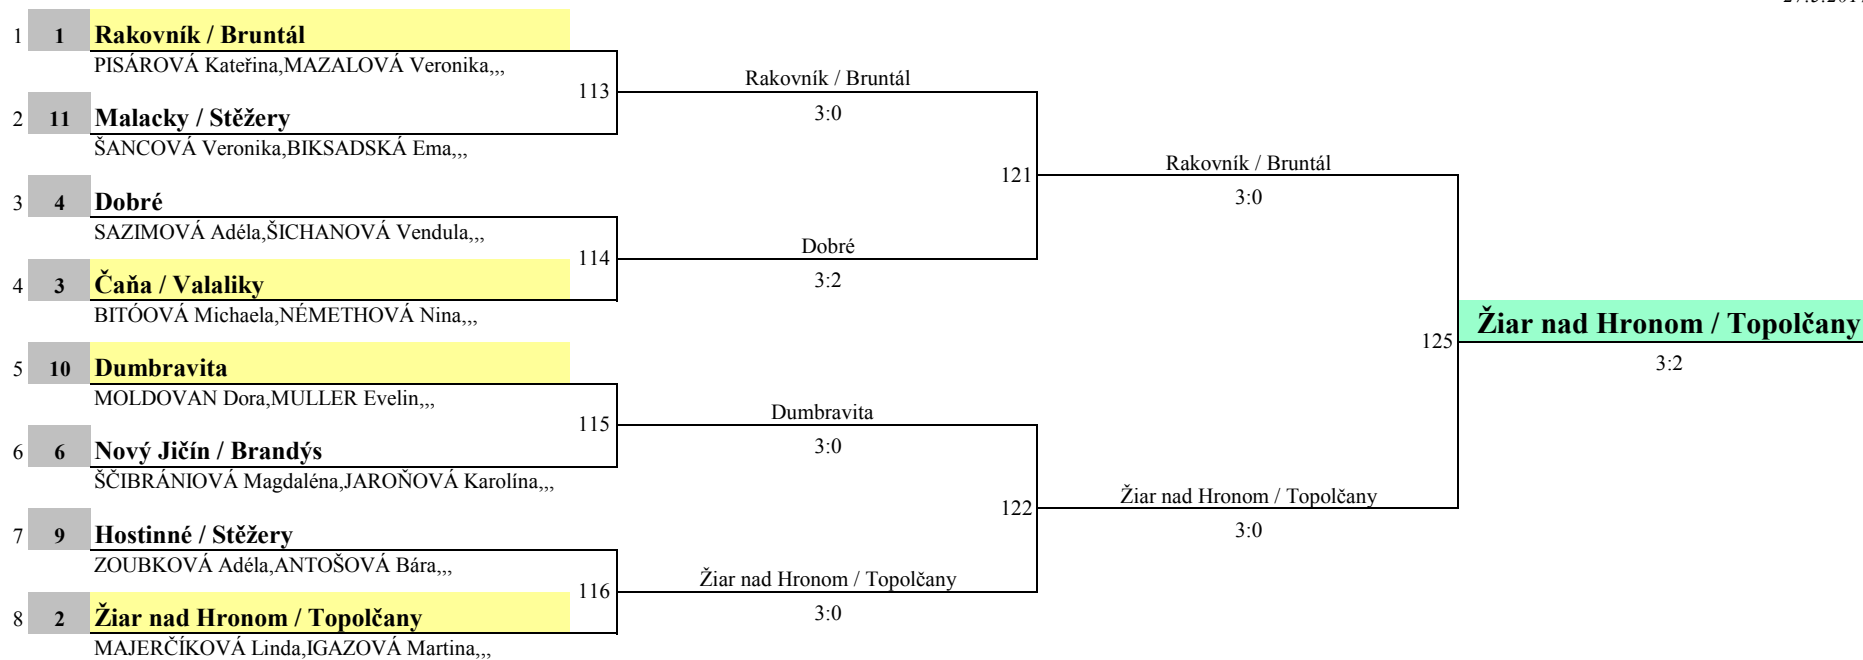 1 1 Rakovník / Bruntál
PISÁROVÁ Kateřina,MAZALOVÁ Veronika,,,
113 Rakovník / Bruntál
3:0
2 11 Malacky / Stěžery
ŠANCOVÁ Veronika,BIKSADSKÁ Ema,,,
121 Rakovník / Bruntál
3:0
3 4 Dobré
SAZIMOVÁ Adéla,ŠICHANOVÁ Vendula,,,
114 Dobré
3:2
4 3 Čaňa / Valaliky
BITÓOVÁ Michaela,NÉMETHOVÁ Nina,,,
125 Žiar nad Hronom / Topolčany
3:2
5 10 Dumbravita
MOLDOVAN Dora,MULLER Evelin,,,
115 Dumbravita
3:0
6 6 Nový Jičín / Brandýs
ŠČIBRÁNIOVÁ Magdaléna,JAROŇOVÁ Karolína,,,
122 Žiar nad Hronom / Topolčany
3:0
7 9 Hostinné / Stěžery
ZOUBKOVÁ Adéla,ANTOŠOVÁ Bára,,,
116 Žiar nad Hronom / Topolčany
3:0
8 2 Žiar nad Hronom / Topolčany
MAJERČÍKOVÁ Linda,IGAZOVÁ Martina,,,